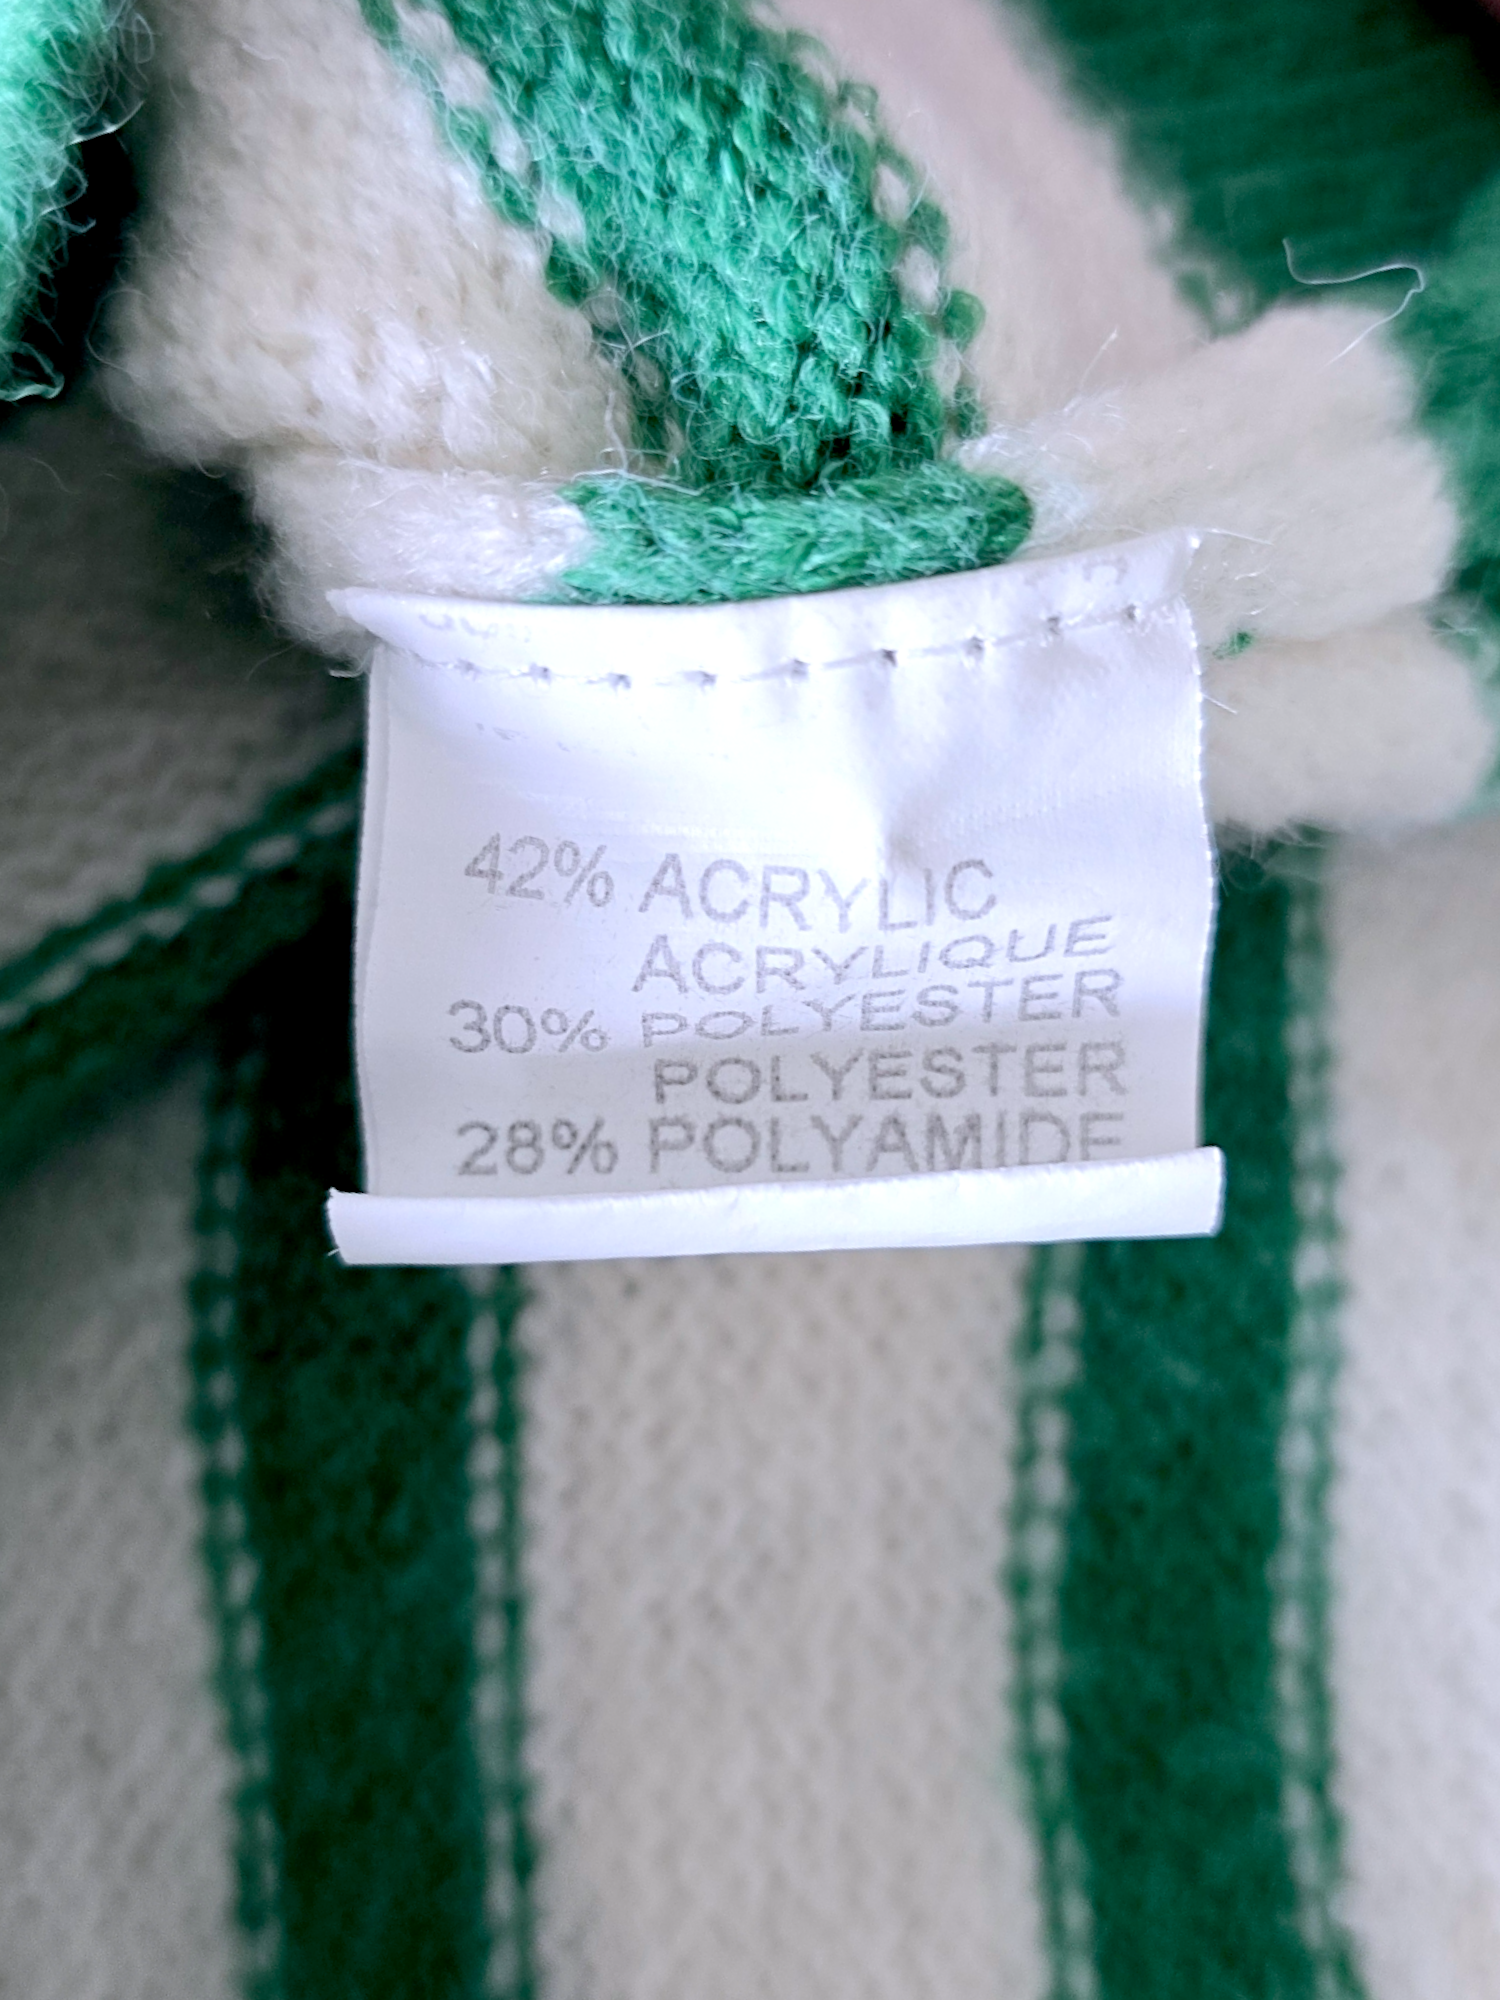 42% ACRYLIC
ACRYLIQUE
30% POLYESTER
POLYESTER
28% POLYAMIDE